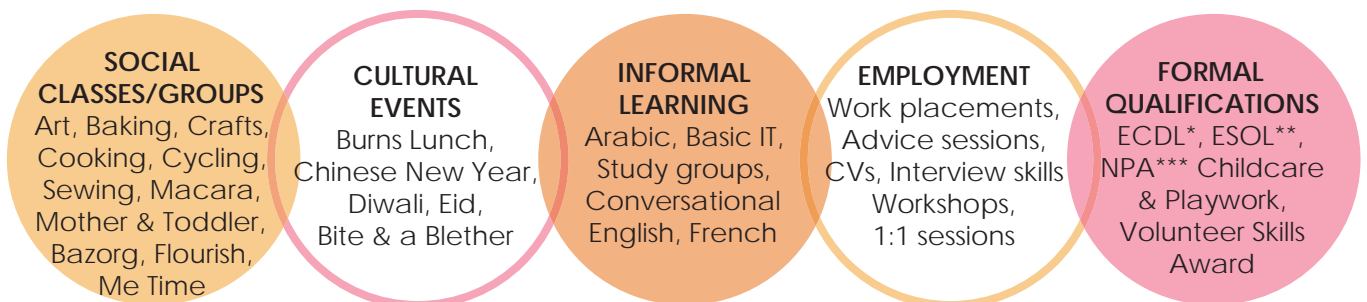 SOCIAL
CLASSES/GROUPS
Art, Baking, Crafts,
Cooking, Cycling,
Sewing, Macara,
Mother & Toddler,
Bazorg, Flourish,
Me Time
CULTURAL
EVENTS
Burns Lunch,
Chinese New Year,
Diwali, Eid,
Bite & a Blether
INFORMAL
LEARNING
Arabic, Basic IT,
Study groups,
Conversational
English, French
EMPLOYMENT
Work placements,
Advice sessions,
CVs, Interview skills
Workshops,
1:1 sessions
FORMAL
QUALIFICATIONS
ECDL*, ESOL**,
NPA*** Childcare
& Playwork,
Volunteer Skills
Award